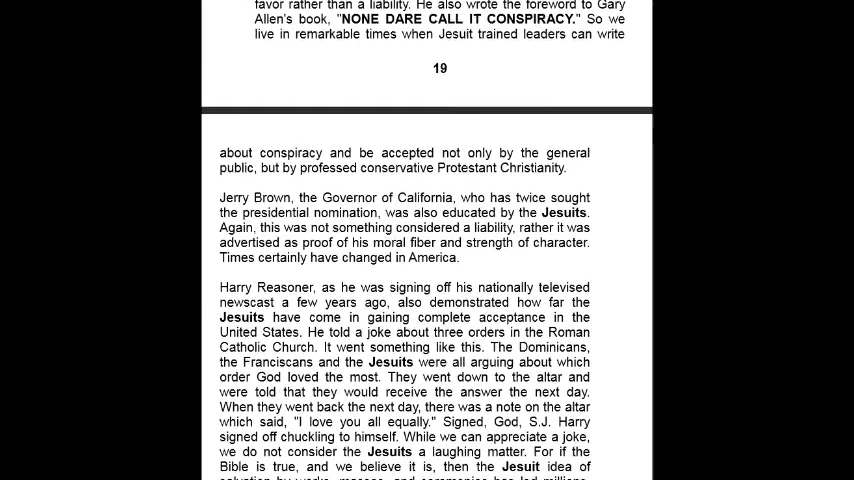 favor rather than a liability. He also wrote the foreword to Gary
Allen's book, "NONE DARE CALL IT CONSPIRACY." So we
live in remarkable times when Jesuit trained leaders can write
19
about conspiracy and be accepted not only by the general
public, but by professed conservative Protestant Christianity.
Jerry Brown, the Governor of California, who has twice sought
the presidential nomination, was also educated by the Jesuits.
Again, this was not something considered a liability, rather it was
advertised as proof of his moral fiber and strength of character.
Times certainly have changed in America.
Harry Reasoner, as he was signing off his nationally televised
newscast a few years ago, also demonstrated how far the
Jesuits have come in gaining complete acceptance in the
United States. He told a joke about three orders in the Roman
Catholic Church. It went something like this. The Dominicans,
the Franciscans and the Jesuits were all arguing about which
order God loved the most. They went down to the altar and
were told that they would receive the answer the next day.
When they went back the next day, there was a note on the altar
which said, "I love you all equally." Signed, God, S.J. Harry
signed off chuckling to himself. While we can appreciate a joke,
we do not consider the Jesuits a laughing matter. For if the
Bible is true, and we believe it is, then the Jesuit idea of
salvation by works, masses, and ceremonies has led millions